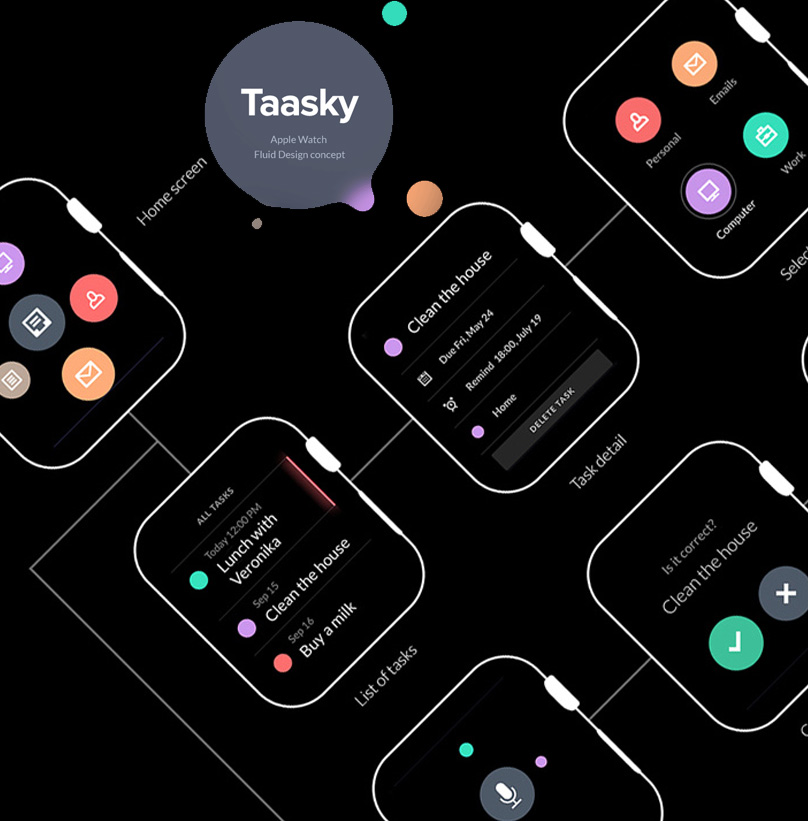 Taasky
Apple Watch
Fluid Design concept
Home screen
Emails
Personal
Work
Computer
Clean the house
Due Fri, May 24
Remind 18:00, July 19
Home
DELETE TASK
Task detail
ALL TASKS
Today 12:00 PM
Lunch with
Veronika
Sep 15
Clean the house
Sep 16
Buy a milk
List of tasks
Is it correct?
Clean the house